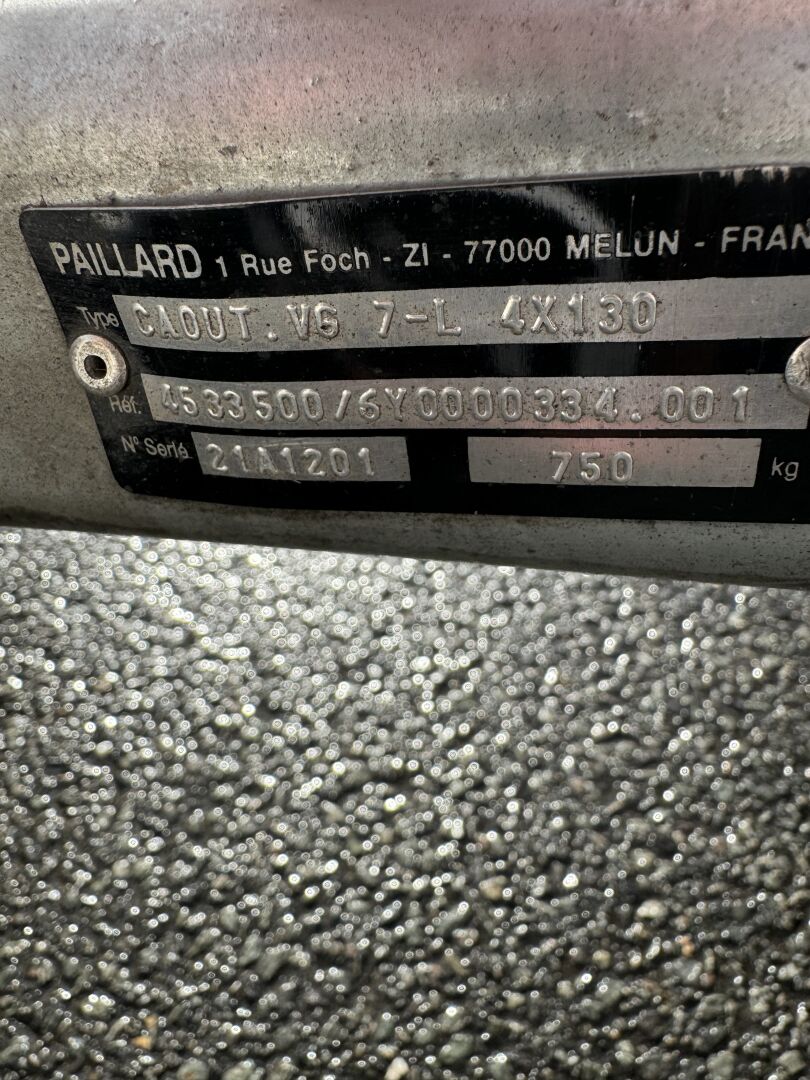 PAILLARD 1 Rue Foch - ZI - 77000 MELUN - FRAN
Type CAOUT.VG 7-L 4X130
Réf. 4533500/6Y0000334.001
N° Série 21A1201 750 kg